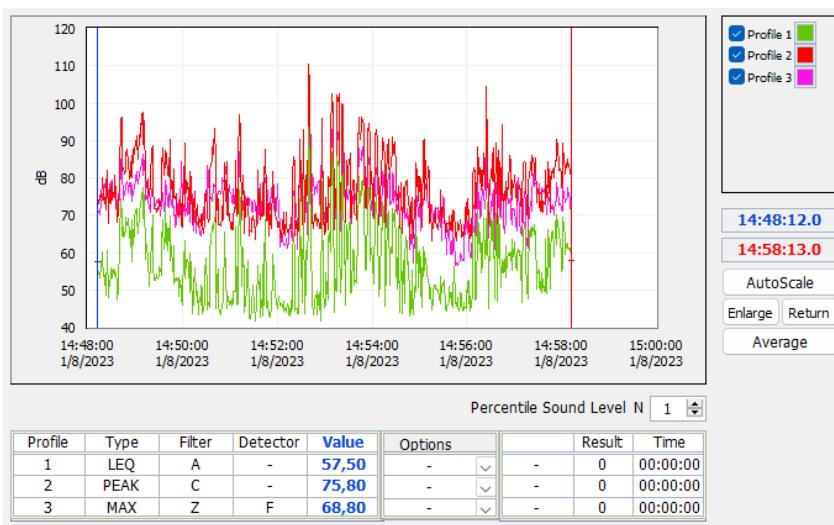 120
110
100
90
dB
80
70
60
50
40
14:48:00 14:50:00 14:52:00 14:54:00 14:56:00 14:58:00 15:00:00
1/8/2023 1/8/2023 1/8/2023 1/8/2023 1/8/2023 1/8/2023 1/8/2023
Profile 1
Profile 2
Profile 3
14:48:12.0
14:58:13.0
AutoScale
Enlarge Return
Average
Percentile Sound Level N 1
Profile Type Filter Detector Value Options Result Time
1 LEQ A - 57,50 - - 0 00:00:00
2 PEAK C - 75,80 - - 0 00:00:00
3 MAX Z F 68,80 - - 0 00:00:00